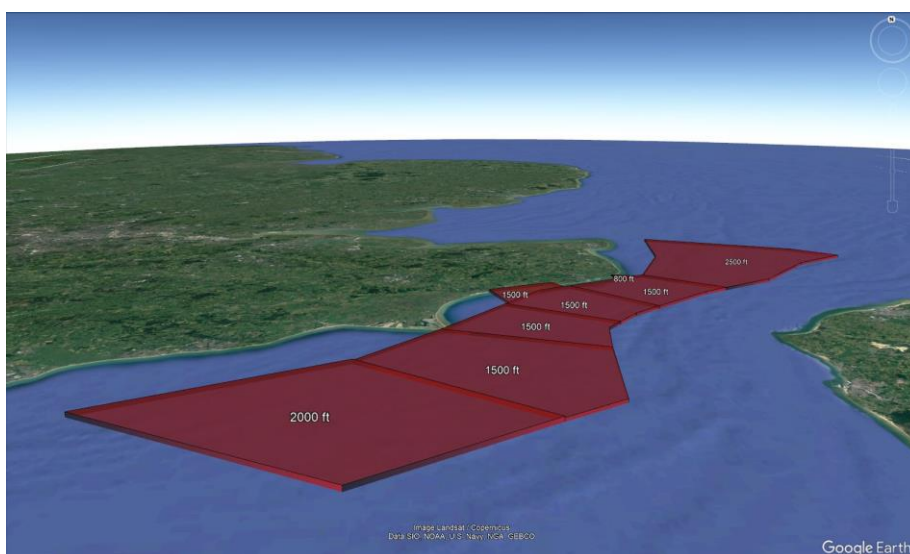 N
2500 ft
800 ft
1500 ft
1500 ft
1500 ft
1500 ft
1500 ft
2000 ft
Image Landsat / Copernicus
Data SIO, NOAA, U.S. Navy, NGA, GEBCO
Google Earth